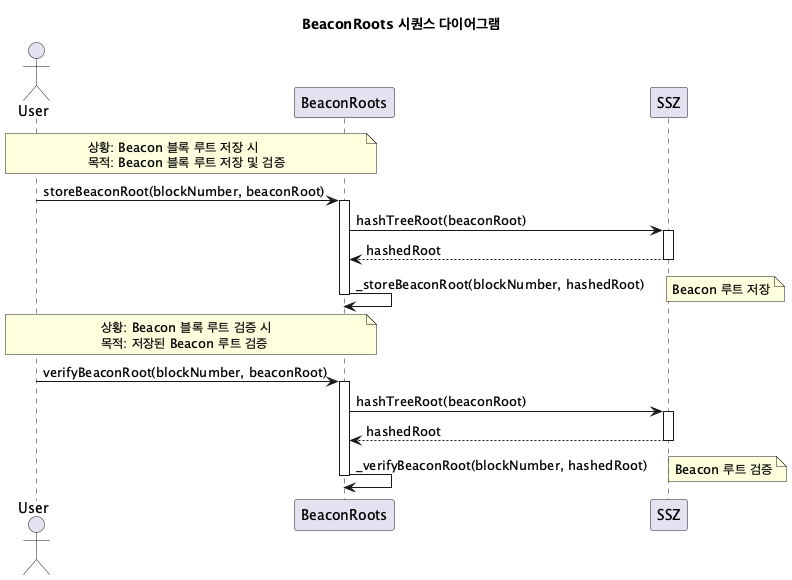 BeaconRoots 시퀀스 다이어그램
User
BeaconRoots
SSZ
상황: Beacon 블록 루트 저장 시
목적: Beacon 블록 루트 저장 및 검증
storeBeaconRoot(blockNumber, beaconRoot)
hashTreeRoot(beaconRoot)
hashedRoot
_storeBeaconRoot(blockNumber, hashedRoot)
Beacon 루트 저장
상황: Beacon 블록 루트 검증 시
목적: 저장된 Beacon 루트 검증
verifyBeaconRoot(blockNumber, beaconRoot)
hashTreeRoot(beaconRoot)
hashedRoot
_verifyBeaconRoot(blockNumber, hashedRoot)
Beacon 루트 검증
User
BeaconRoots
SSZ